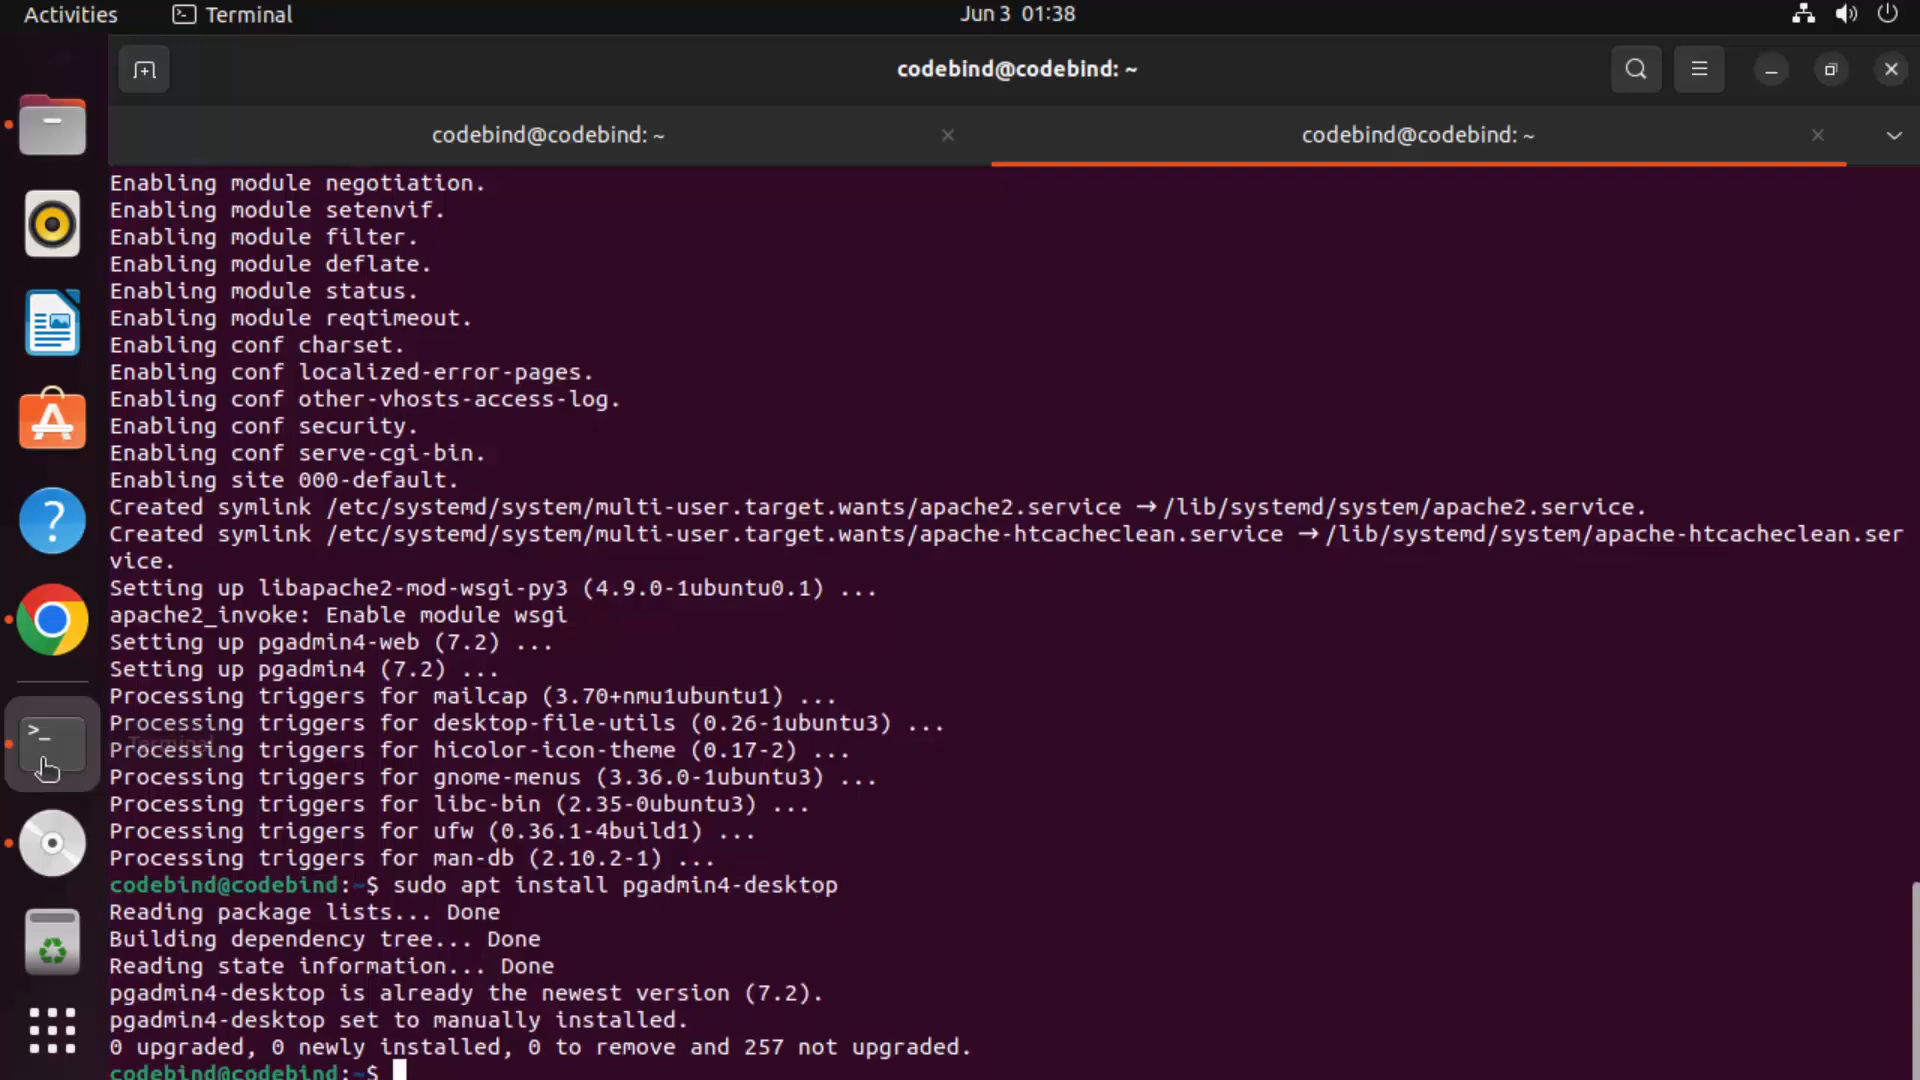 Activities
Terminal
Jun 3 01:38
codebind@codebind: ~
codebind@codebind: ~
codebind@codebind: ~
Enabling module negotiation.
Enabling module setenvif.
Enabling module filter.
Enabling module deflate.
Enabling module status.
Enabling module reqtimeout.
Enabling conf charset.
Enabling conf localized-error-pages.
Enabling conf other-vhosts-access-log.
Enabling conf security.
Enabling conf serve-cgi-bin.
Enabling site 000-default.
Created symlink /etc/systemd/system/multi-user.target.wants/apache2.service → /lib/systemd/system/apache2.service.
Created symlink /etc/systemd/system/multi-user.target.wants/apache-htcacheclean.service → /lib/systemd/system/apache-htcacheclean.ser
vice.
Setting up libapache2-mod-wsgi-py3 (4.9.0-1ubuntu0.1) ...
apache2_invoke: Enable module wsgi
Setting up pgadmin4-web (7.2) ...
Setting up pgadmin4 (7.2) ...
Processing triggers for mailcap (3.70+nmu1ubuntu1) ...
Processing triggers for desktop-file-utils (0.26-1ubuntu3) ...
Terminal
Processing triggers for hicolor-icon-theme (0.17-2) ...
Processing triggers for gnome-menus (3.36.0-1ubuntu3) ...
Processing triggers for libc-bin (2.35-0ubuntu3) ...
Processing triggers for ufw (0.36.1-4build1) ...
Processing triggers for man-db (2.10.2-1) ...
codebind@codebind:~$ sudo apt install pgadmin4-desktop
Reading package lists... Done
Building dependency tree... Done
Reading state information... Done
pgadmin4-desktop is already the newest version (7.2).
pgadmin4-desktop set to manually installed.
0 upgraded, 0 newly installed, 0 to remove and 257 not upgraded.
codebind@codebind:~$